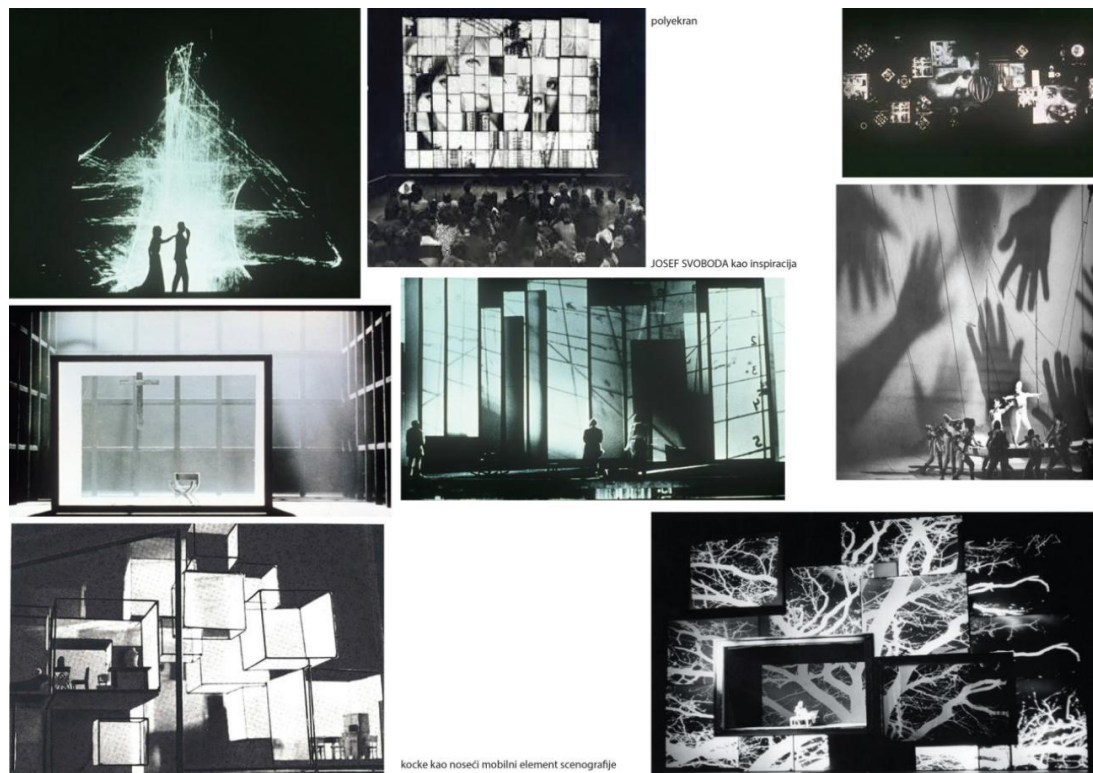 polyekran
JOSEF SVOBODA kao inspiracija
kocke kao noseći mobilni element scenografije